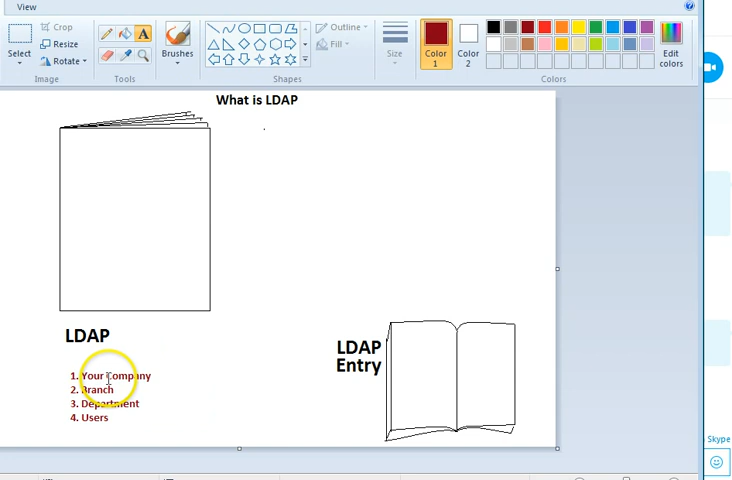 View
Crop
Resize
Rotate
Select
Image
Tools
Brushes
Shapes
Outline
Fill
Size
Color
1
Color
2
Edit
colors
Colors
What is LDAP
LDAP
1. Your Company
2. Branch
3. Department
4. Users
LDAP
Entry
Skype